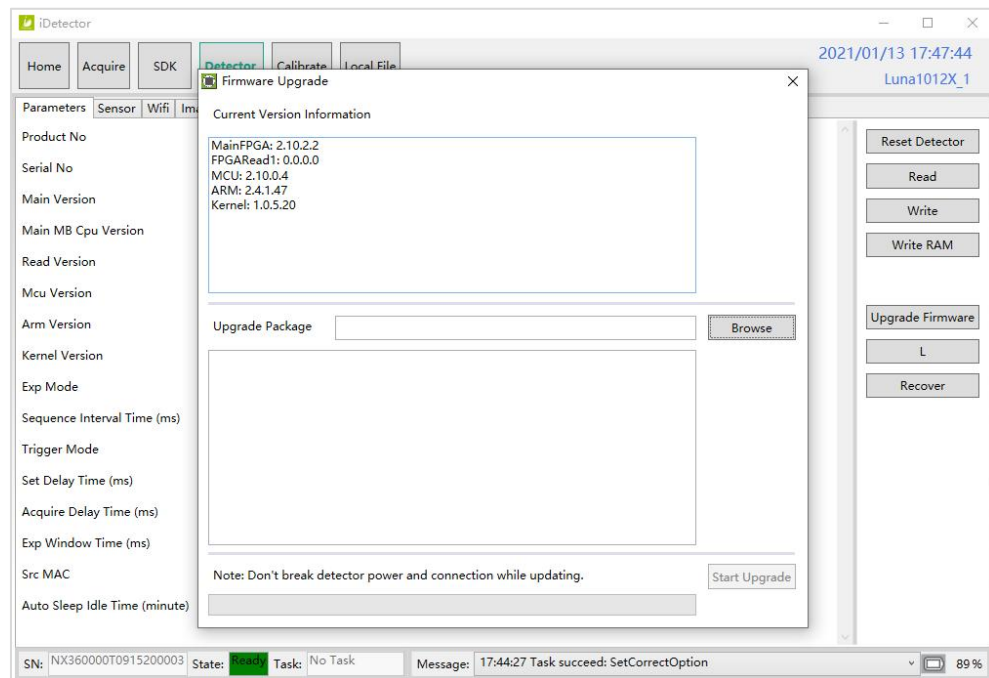 iDetector
Home Acquire SDK Detector Calibrate Local File
2021/01/13 17:47:44
Luna1012X_1
Firmware Upgrade
Parameters Sensor Wifi
Current Version Information
MainFPGA: 2.10.2.2
FPGARead1: 0.0.0.0
MCU: 2.10.0.4
ARM: 2.4.1.47
Kernel: 1.0.5.20
Product No
Serial No
Main Version
Main MB Cpu Version
Read Version
Mcu Version
Arm Version
Kernel Version
Exp Mode
Sequence Interval Time (ms)
Trigger Mode
Set Delay Time (ms)
Acquire Delay Time (ms)
Exp Window Time (ms)
Src MAC
Auto Sleep Idle Time (minute)
Upgrade Package
Browse
Note: Don't break detector power and connection while updating.
Start Upgrade
Reset Detector
Read
Write
Write RAM
Upgrade Firmware
L
Recover
SN: NX360000T0915200003 State: Ready Task: No Task Message: 17:44:27 Task succeed: SetCorrectOption 89 %